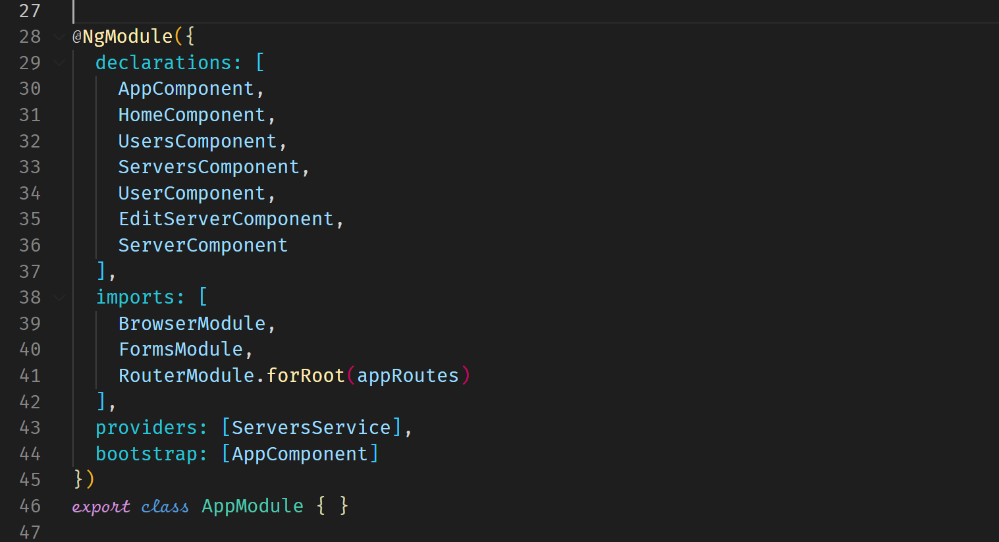 27
28 @NgModule({
29   declarations: [
30     AppComponent,
31     HomeComponent,
32     UsersComponent,
33     ServersComponent,
34     UserComponent,
35     EditServerComponent,
36     ServerComponent
37   ],
38   imports: [
39     BrowserModule,
40     FormsModule,
41     RouterModule.forRoot(appRoutes)
42   ],
43   providers: [ServersService],
44   bootstrap: [AppComponent]
45 })
46 export class AppModule { }
47